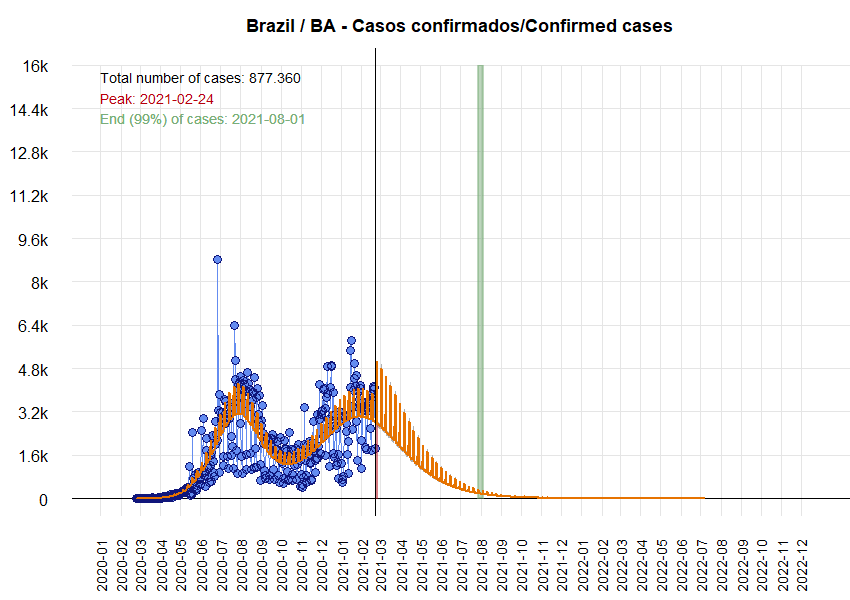 Brazil / BA - Casos confirmados/Confirmed cases
16k
Total number of cases: 877.360
Peak: 2021-02-24
14.4k
End (99%) of cases: 2021-08-01
12.8k
11.2k
9.6k
8k
6.4k
4.8k
3.2k
1.6k
0
2020-01
2020-02
2020-03
2020-04
2020-05
2020-06
2020-07
2020-08
2020-09
2020-10
2020-11
2020-12
2021-01
2021-02
2021-03
2021-04
2021-05
2021-06
2021-07
2021-08
2021-09
2021-10
2021-11
2021-12
2022-01
2022-02
2022-03
2022-04
2022-05
2022-06
2022-07
2022-08
2022-09
2022-10
2022-11
2022-12